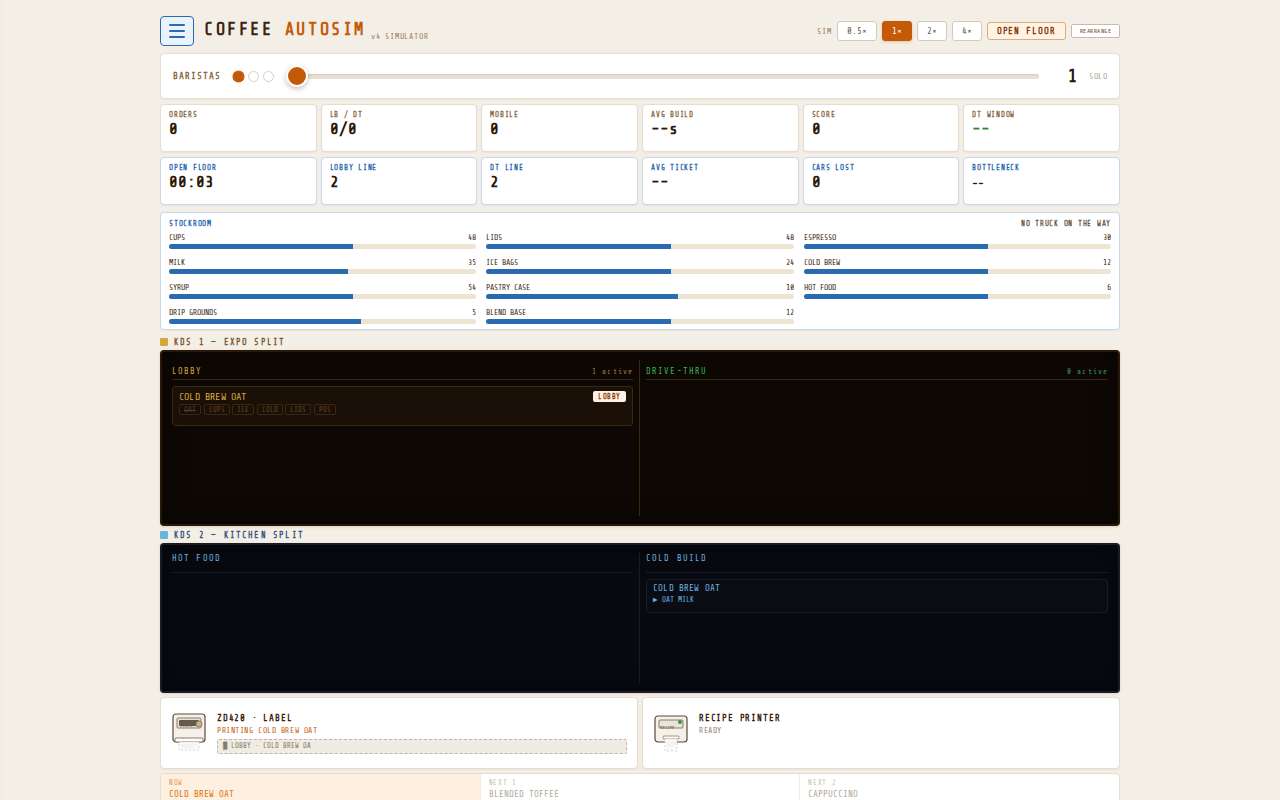 COFFEE AUTOSIM v4 SIMULATOR
SIM 0.5× 1× 2× 4× OPEN FLOOR REARRANGE
BARISTAS 1 SOLO
ORDERS LB / DT MOBILE AVG BUILD SCORE DT WINDOW
0 0/0 0 --s 0 --
OPEN FLOOR LOBBY LINE DT LINE AVG TICKET CARS LOST BOTTLENECK
00:03 2 2 -- 0 --
STOCKROOM NO TRUCK ON THE WAY
CUPS 48 LIDS 48 ESPRESSO 30
MILK 35 ICE BAGS 24 COLD BREW 12
SYRUP 54 PASTRY CASE 10 HOT FOOD 6
DRIP GROUNDS 5 BLEND BASE 12
KDS 1 — EXPO SPLIT
LOBBY 1 active DRIVE-THRU 0 active
COLD BREW OAT LOBBY
OAT CUPS ICE COLD LIDS POS
KDS 2 — KITCHEN SPLIT
HOT FOOD COLD BUILD
COLD BREW OAT
▶ OAT MILK
ZD420 · LABEL
PRINTING COLD BREW OAT
LOBBY · COLD BREW OA
RECIPE PRINTER
READY
NOW NEXT 1 NEXT 2
COLD BREW OAT BLENDED TOFFEE CAPPUCCINO